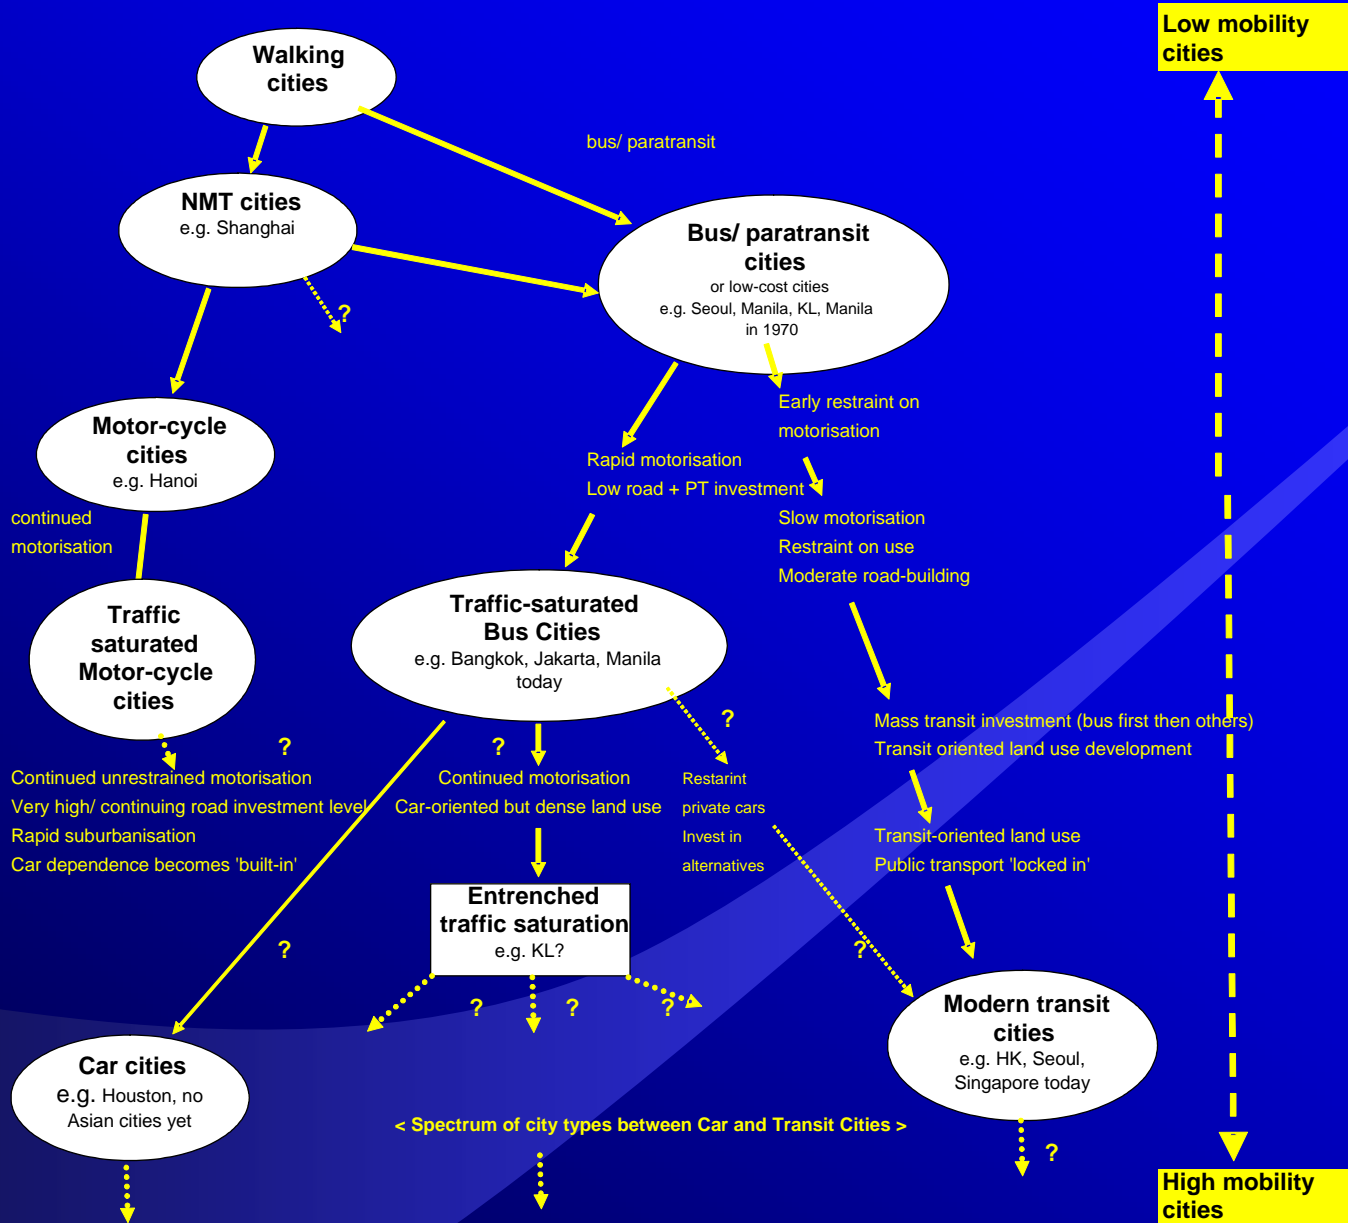 Low mobility
cities
Walking
cities
bus/ paratransit
NMT cities
e.g. Shanghai
Bus/ paratransit
cities
or low-cost cities
e.g. Seoul, Manila, KL, Manila
in 1970
?
Early restraint on
motorisation
Motor-cycle
cities
e.g. Hanoi
Rapid motorisation
Low road + PT investment
continued
motorisation
Slow motorisation
Restraint on use
Moderate road-building
Traffic
saturated
Motor-cycle
cities
Traffic-saturated
Bus Cities
e.g. Bangkok, Jakarta, Manila
today
Mass transit investment (bus first then others)
Transit oriented land use development
?
?
?
Continued unrestrained motorisation
Very high/ continuing road investment level
Rapid suburbanisation
Car dependence becomes 'built-in'
Continued motorisation
Car-oriented but dense land use
Restarint
private cars
Invest in
alternatives
Transit-oriented land use
Public transport 'locked in'
Entrenched
traffic saturation
e.g. KL?
?
?
?
?
?
Modern transit
cities
e.g. HK, Seoul,
Singapore today
Car cities
e.g. Houston, no
Asian cities yet
< Spectrum of city types between Car and Transit Cities >
?
High mobility
cities